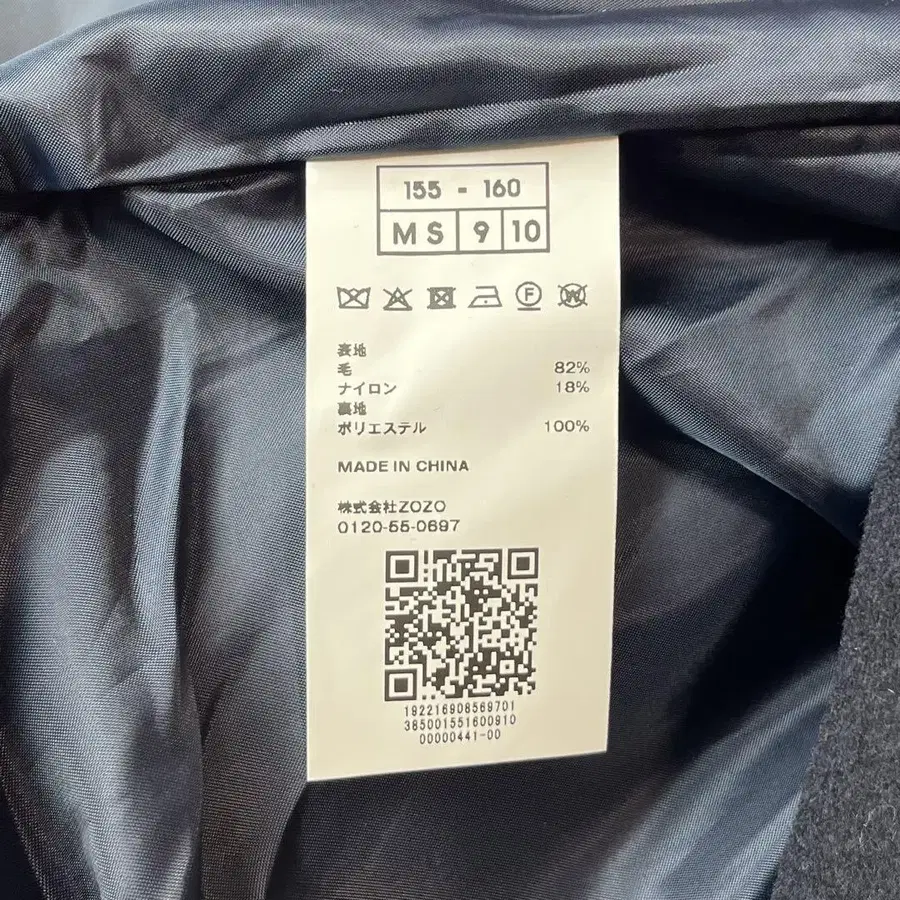 155 - 160
MS 9 10
F W
表地
毛 82%
ナイロン 18%
裏地
ポリエステル 100%
MADE IN CHINA
株式会社ZOZO
0120-55-0697
192216908569701
385001551600910
00000441-00